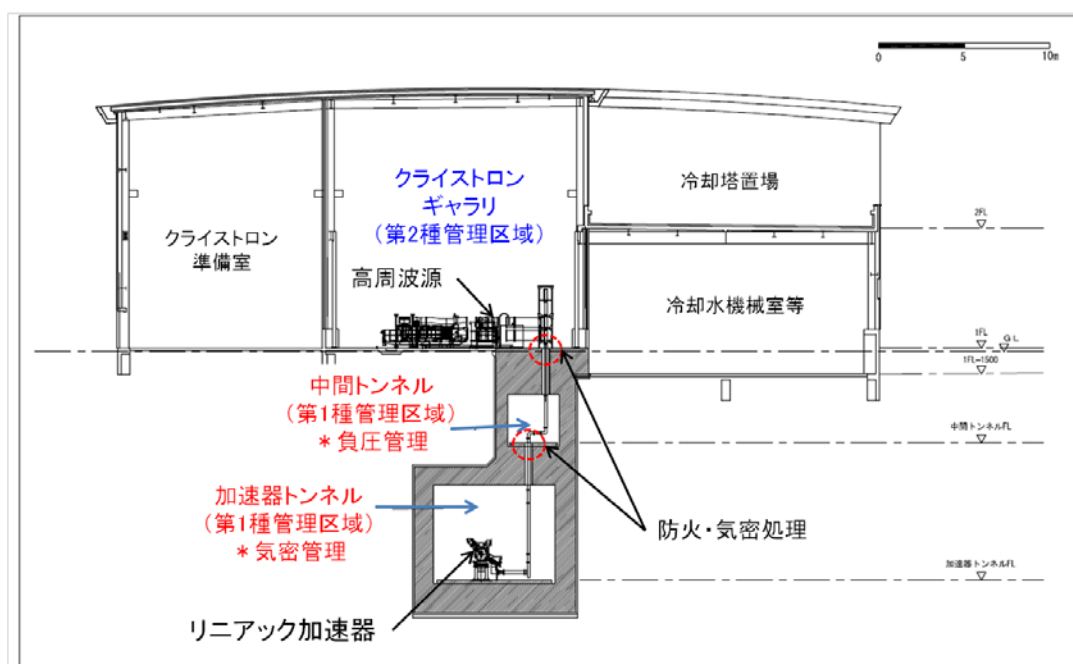 0 5 10m
クライストロン
ギャラリ
(第2種管理区域)
冷却塔置場
クライストロン
準備室
高周波源
冷却水機械室等
2FL
1FL
G L
1FL-1500
中間トンネル
(第1種管理区域)
*負圧管理
中間トンネルFL
加速器トンネル
(第1種管理区域)
*気密管理
防火・気密処理
加速器トンネルFL
リニアック加速器